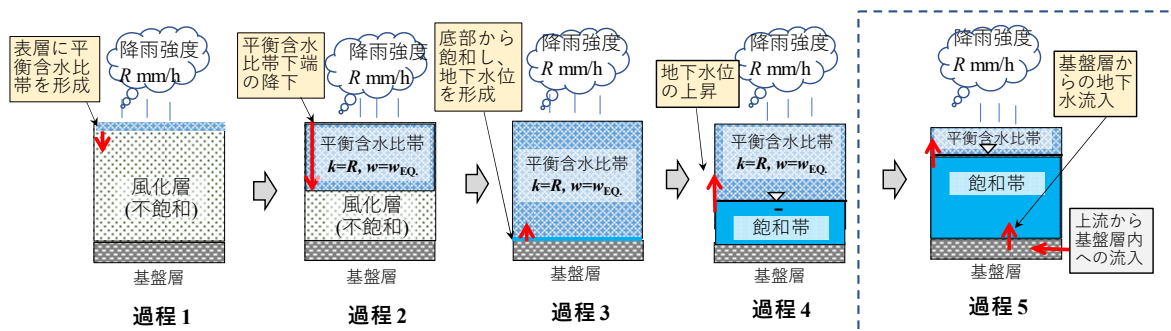 表層に平
衡含水比
帯を形成
降雨強度
R mm/h
風化層
(不飽和)
基盤層
過程1
平衡含水
比帯下端
の降下
降雨強度
R mm/h
平衡含水比帯
k=R, w=wEQ.
風化層
(不飽和)
基盤層
過程2
底部から
飽和し、
地下水位
を形成
降雨強度
R mm/h
平衡含水比帯
k=R, w=wEQ.
基盤層
過程3
地下水位
の上昇
降雨強度
R mm/h
平衡含水比帯
k=R, w=wEQ.
飽和帯
基盤層
過程4
降雨強度
R mm/h
基盤層か
らの地下
水流入
平衡含水比帯
飽和帯
上流から
基盤層内
への流入
基盤層
過程5